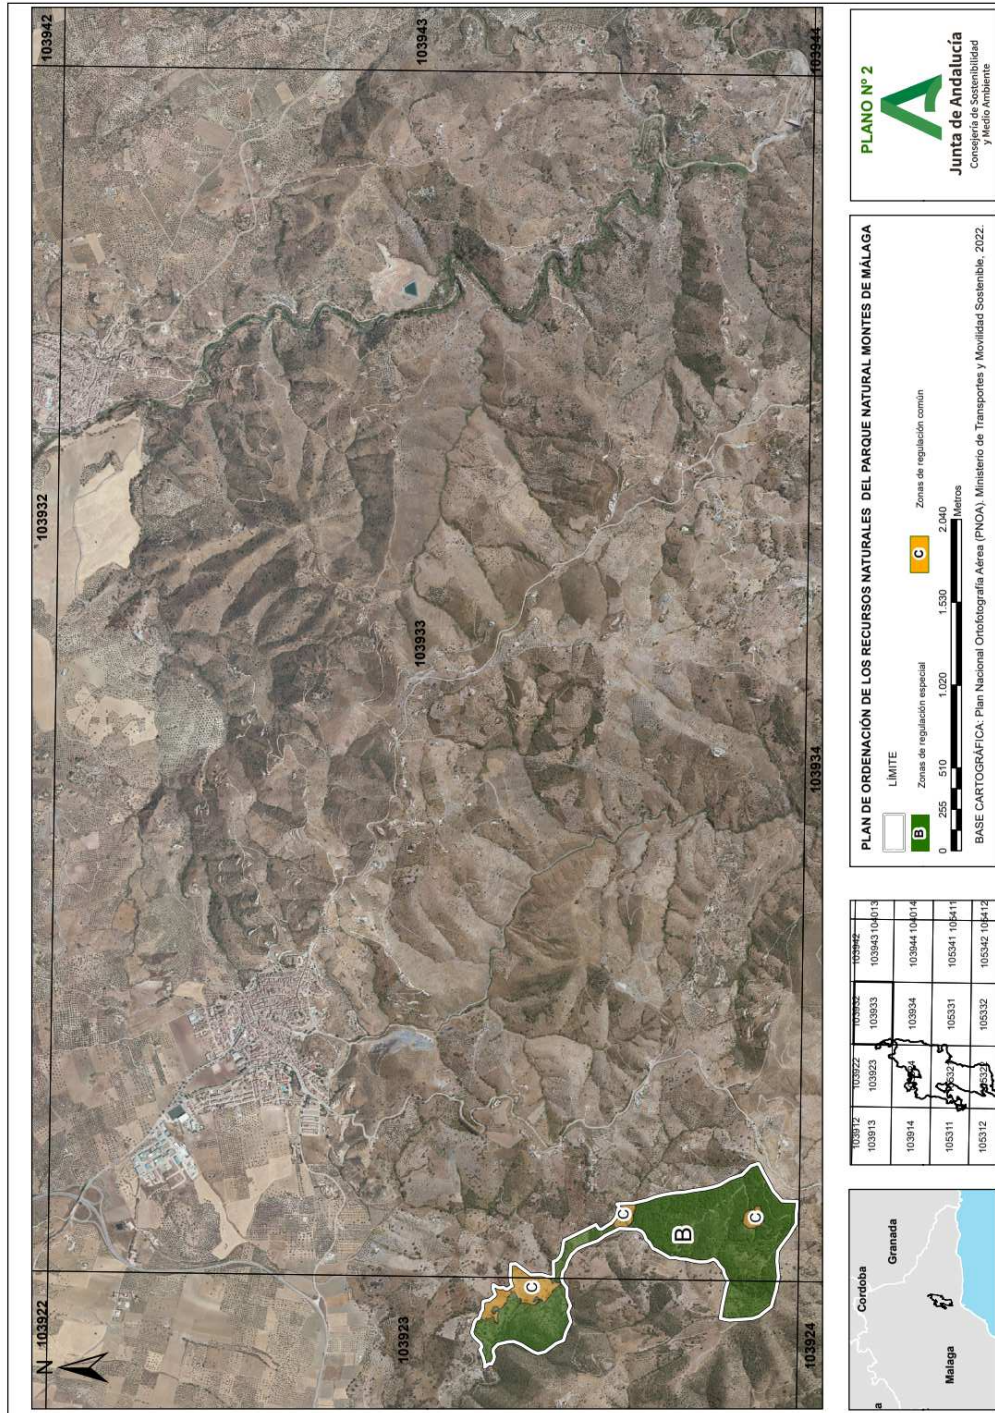 103922
103932
103942
N
103923
103933
103943
C
C
B
C
103924
103934
103944
Cordoba
Granada
Malaga
a
103912 103922 103932 103942
103913 103923 103933 103943 104013
103914 103934 103944 104014
105311 105331 105341 105411
105312 105332 105342 105412
PLAN DE ORDENACIÓN DE LOS RECURSOS NATURALES DEL PARQUE NATURAL MONTES DE MÁLAGA
LÍMITE
B Zonas de regulación especial
C Zonas de regulación común
0 255 510 1.020 1.530 2.040
Metros
BASE CARTOGRÁFICA: Plan Nacional Ortofotografía Aérea (PNOA). Ministerio de Transportes y Movilidad Sostenible, 2022.
PLANO Nº 2
Junta de Andalucía
Consejería de Sostenibilidad
y Medio Ambiente